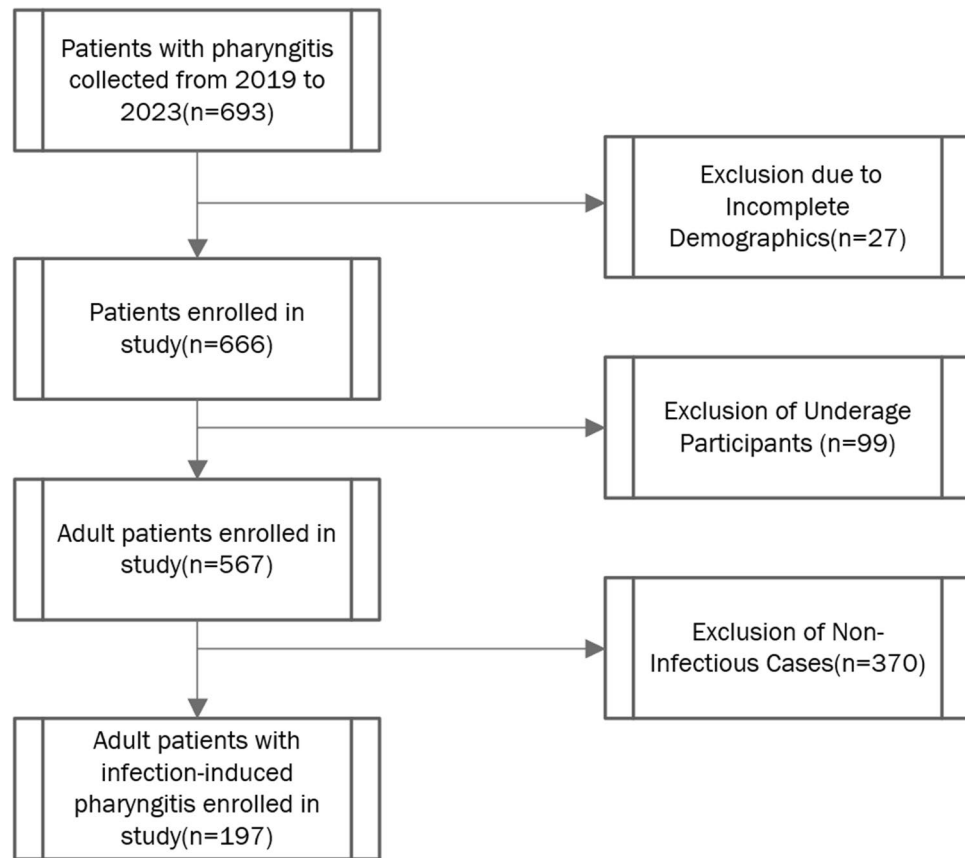 Patients with pharyngitis
collected from 2019 to
2023(n=693)
Exclusion due to
Incomplete
Demographics(n=27)
Patients enrolled in
study(n=666)
Exclusion of Underage
Participants (n=99)
Adult patients enrolled in
study(n=567)
Exclusion of Non-
Infectious Cases(n=370)
Adult patients with
infection-induced
pharyngitis enrolled in
study(n=197)